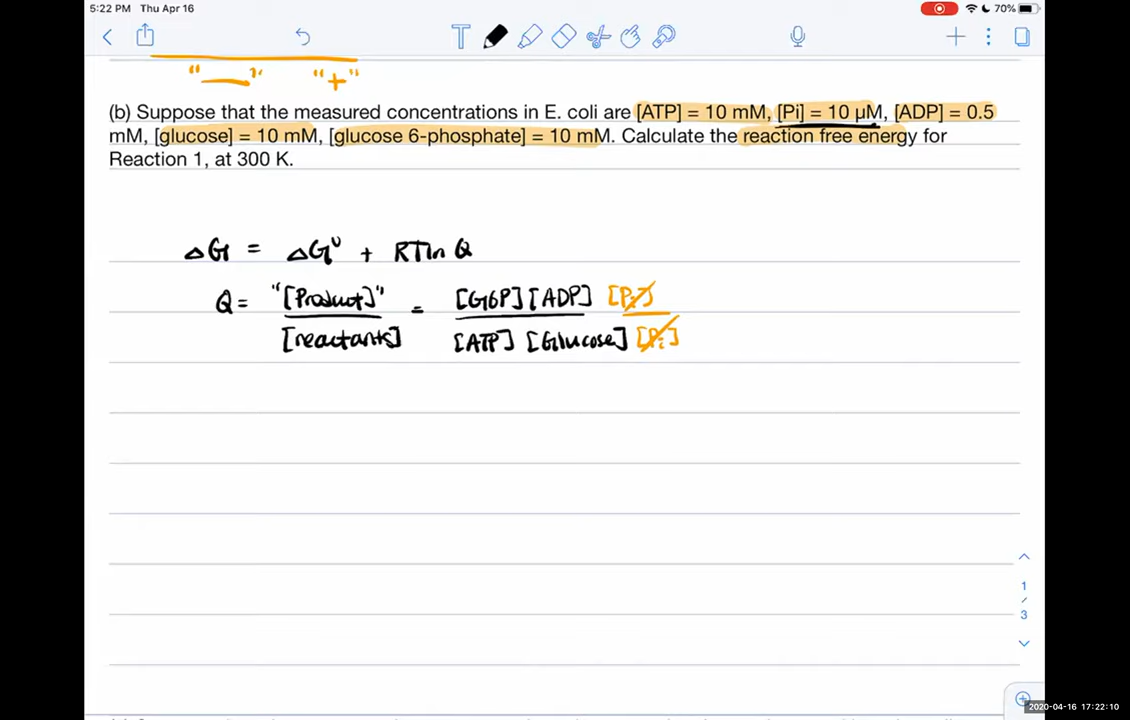 5:22 PM Thu Apr 16
70%
"—" "+"
(b) Suppose that the measured concentrations in E. coli are [ATP] = 10 mM, [Pi] = 10 µM, [ADP] = 0.5
mM, [glucose] = 10 mM, [glucose 6-phosphate] = 10 mM. Calculate the reaction free energy for
Reaction 1, at 300 K.
ΔG = ΔG⁰ + RTln Q
Q = "[Product]" = [G6P][ADP] [Pi]
[reactants] [ATP] [Glucose] [Pi]
1
/
3
2020-04-16 17:22:10